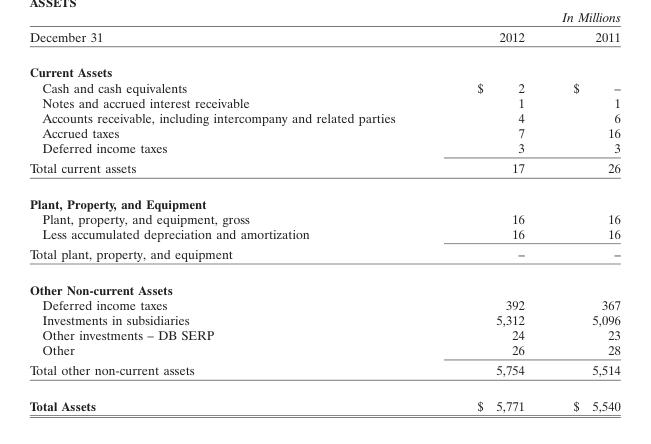 ASSETS
In Millions
December 31 2012 2011
Current Assets
Cash and cash equivalents $ 2 $ –
Notes and accrued interest receivable 1 1
Accounts receivable, including intercompany and related parties 4 6
Accrued taxes 7 16
Deferred income taxes 3 3
Total current assets 17 26
Plant, Property, and Equipment
Plant, property, and equipment, gross 16 16
Less accumulated depreciation and amortization 16 16
Total plant, property, and equipment – –
Other Non-current Assets
Deferred income taxes 392 367
Investments in subsidiaries 5,312 5,096
Other investments – DB SERP 24 23
Other 26 28
Total other non-current assets 5,754 5,514
Total Assets $ 5,771 $ 5,540